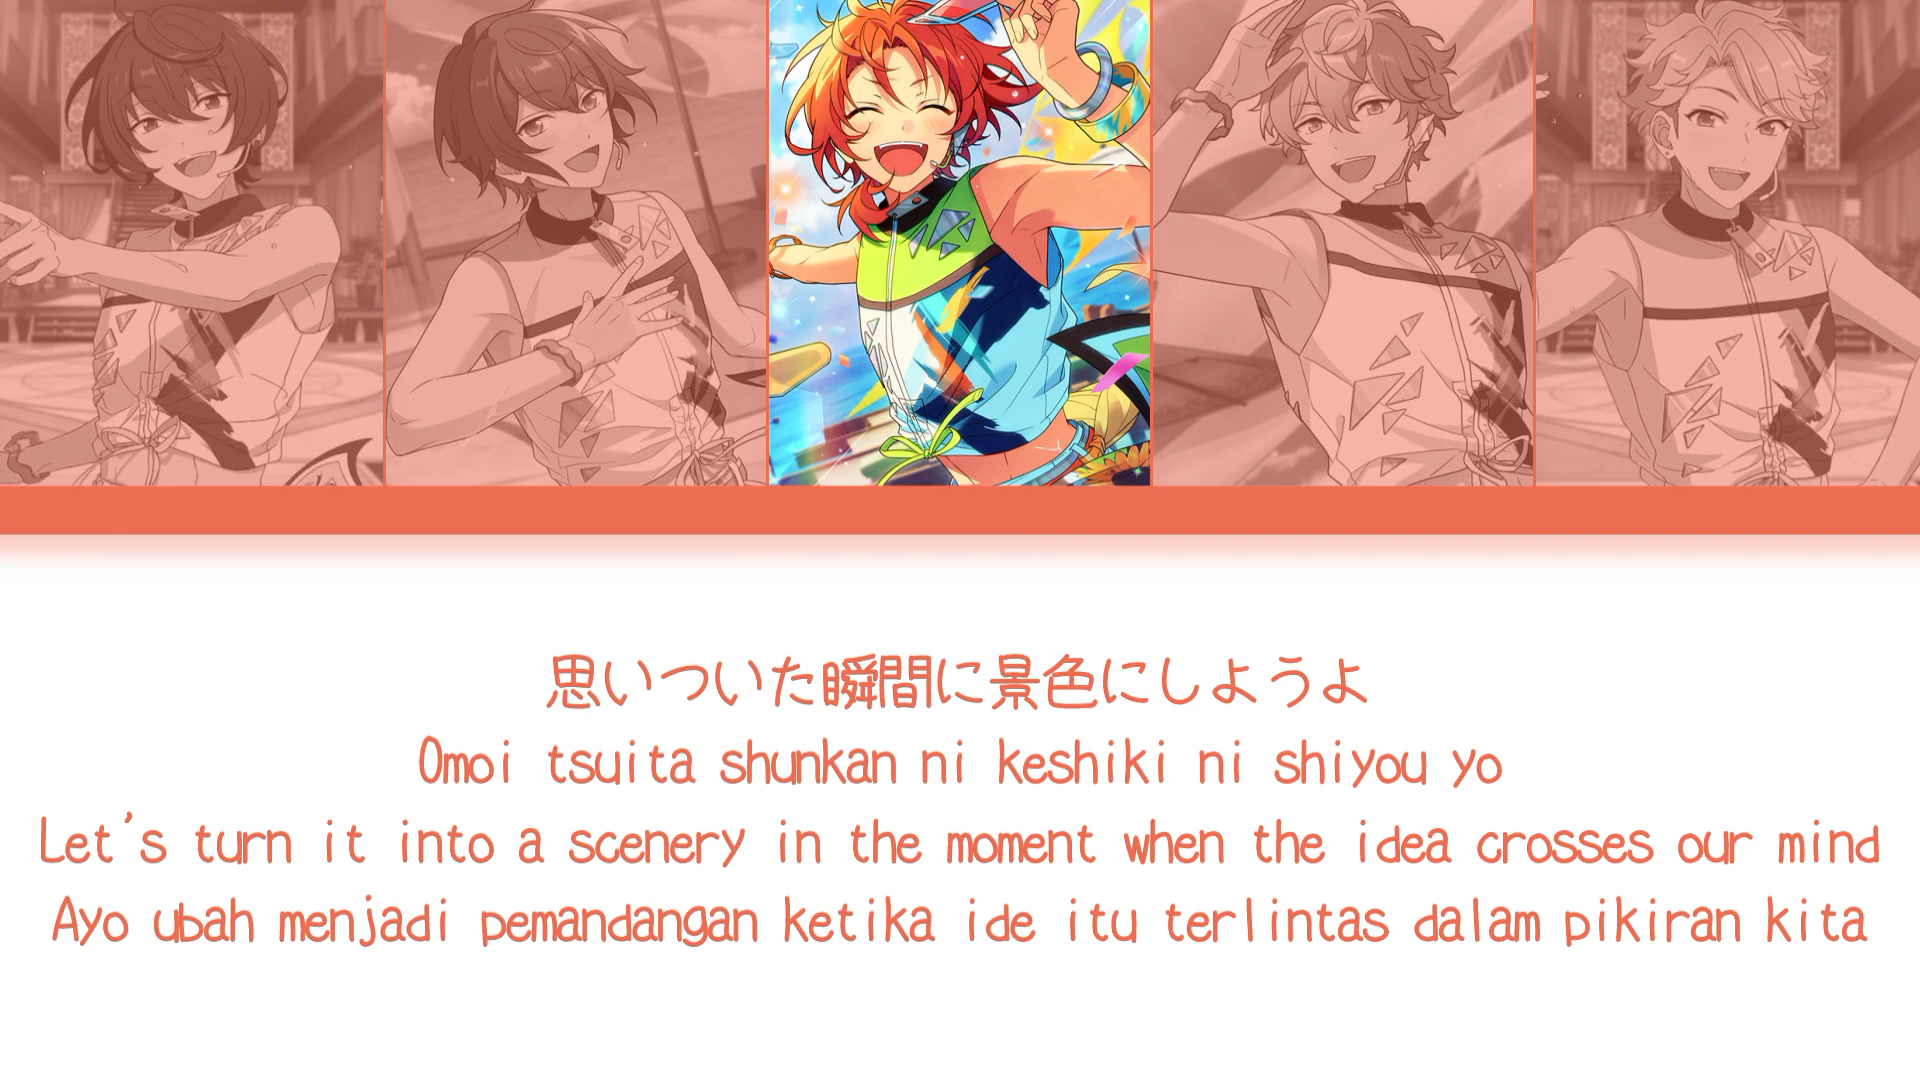 思いついた瞬間に景色にしようよ
Omoi tsuita shunkan ni keshiki ni shiyou yo
Let's turn it into a scenery in the moment when the idea crosses our mind
Ayo ubah menjadi pemandangan ketika ide itu terlintas dalam pikiran kita